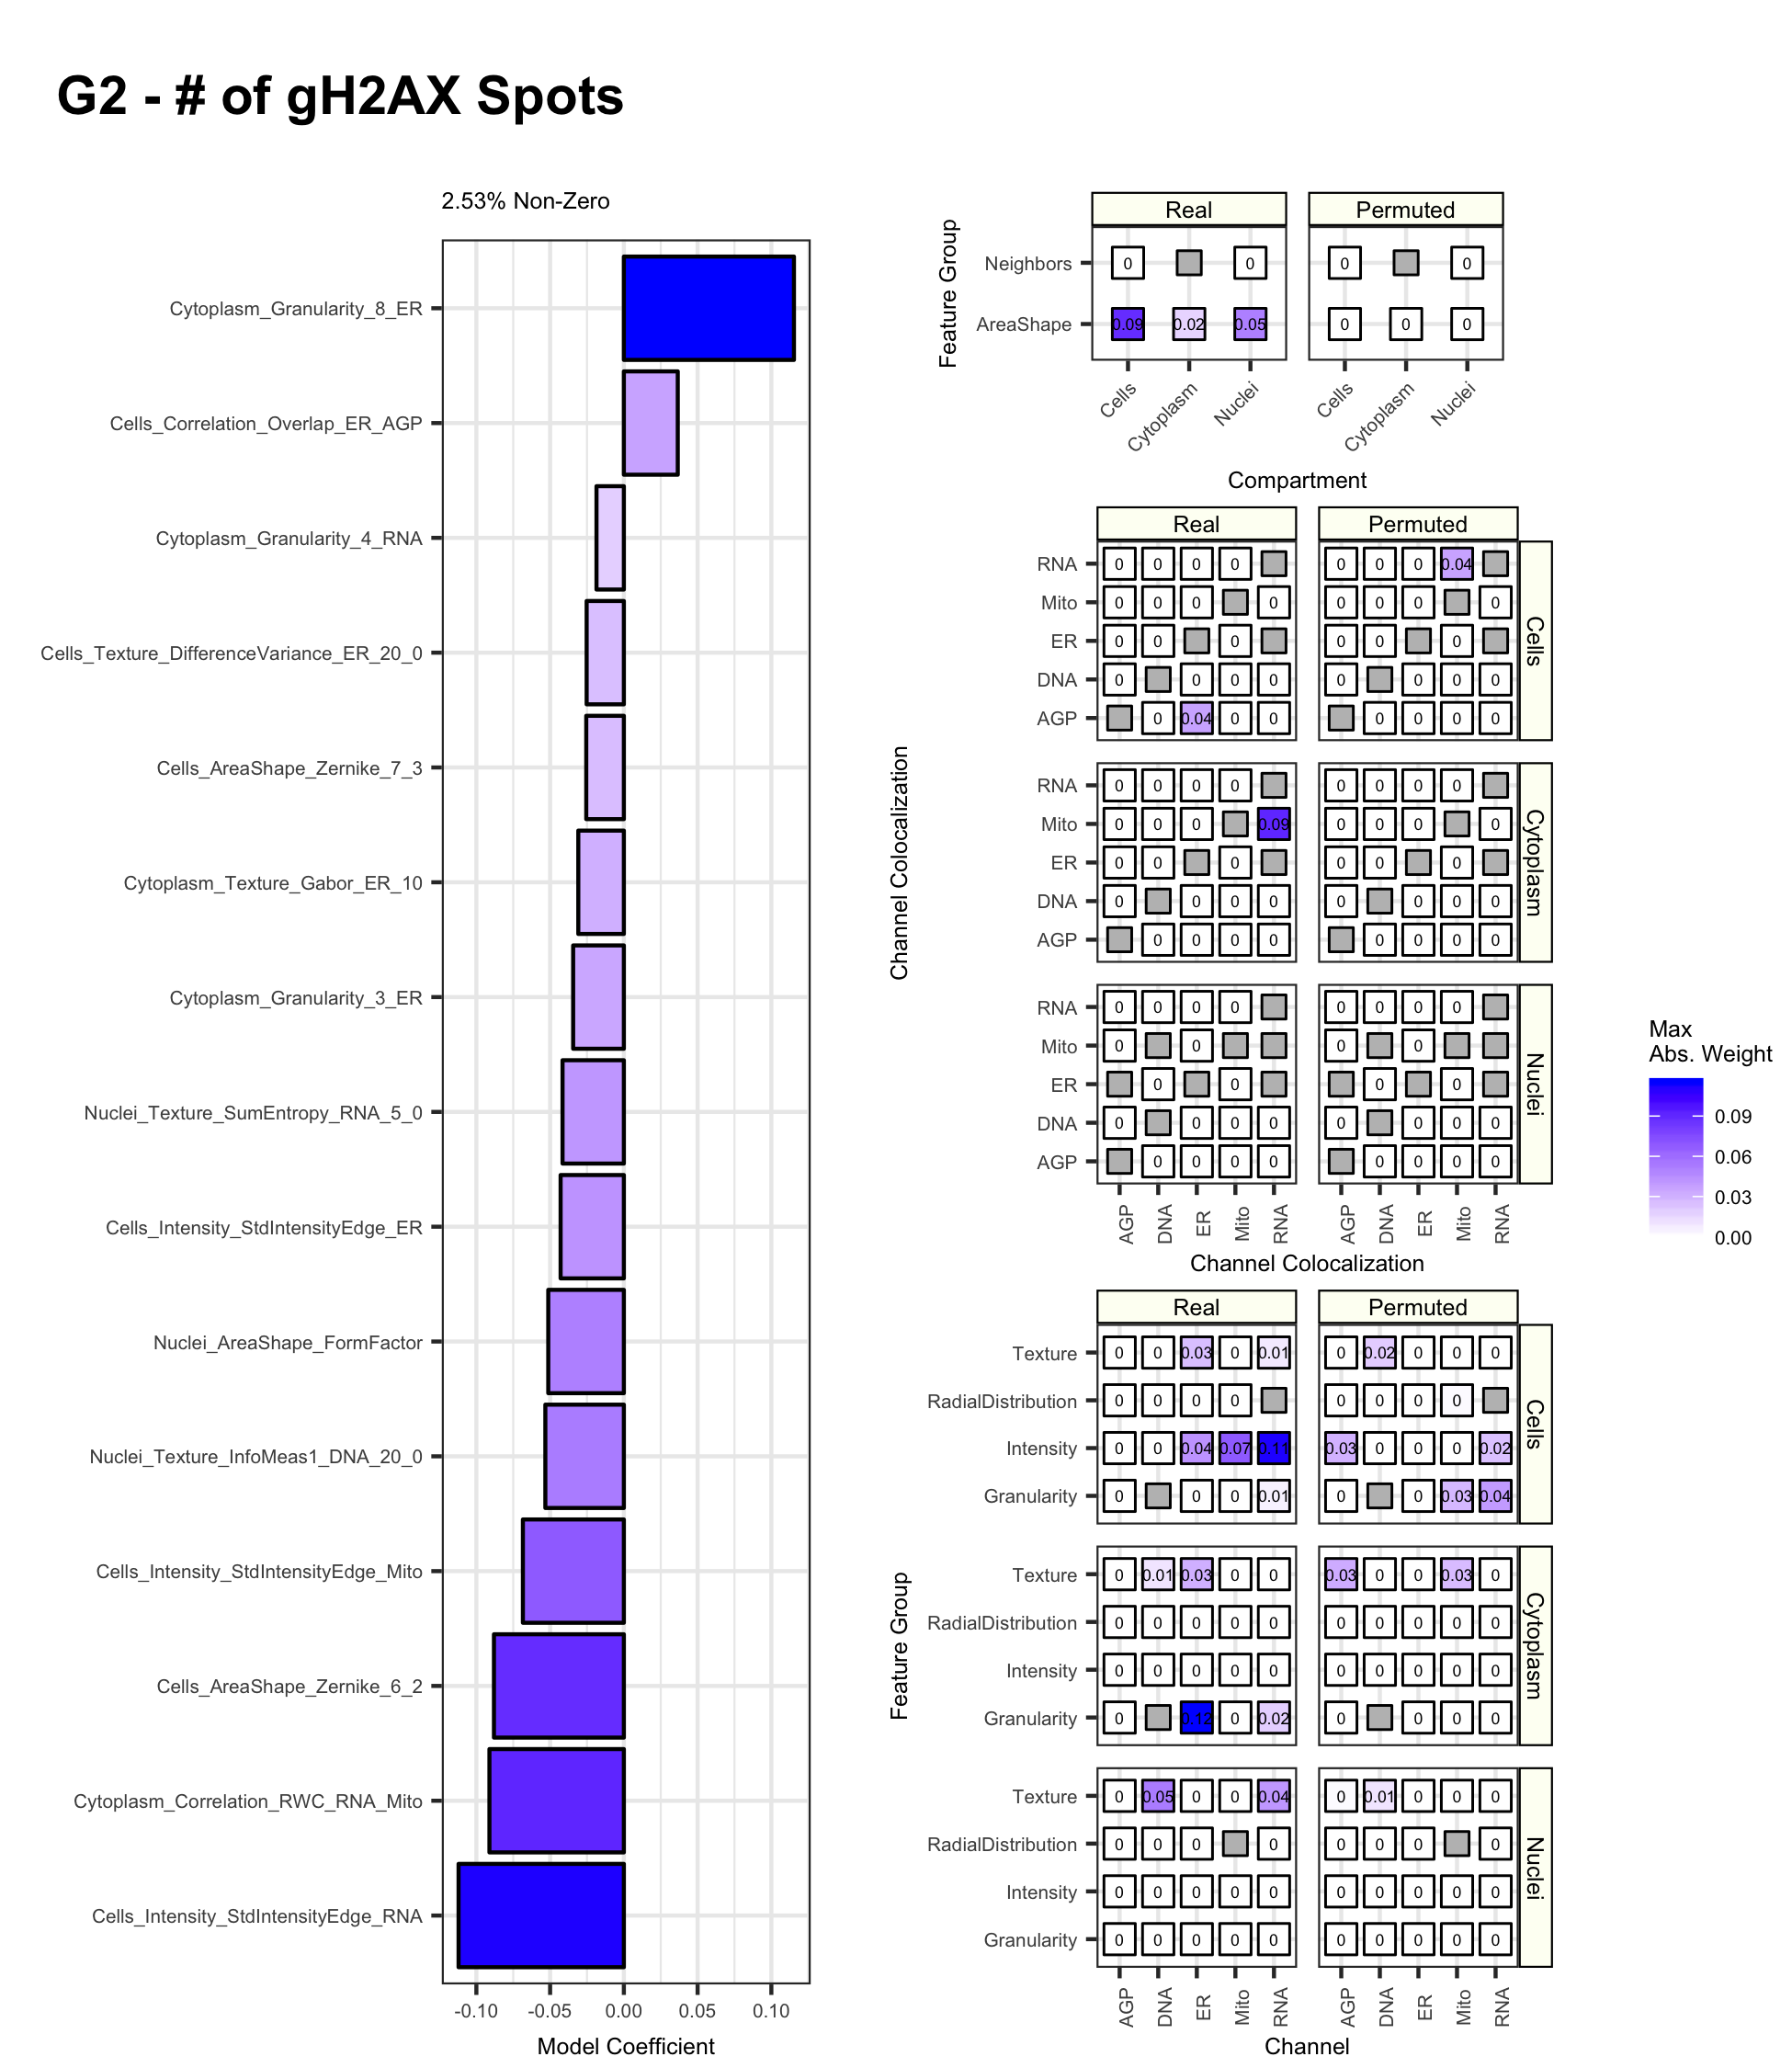 G2 - # of gH2AX Spots
2.53% Non-Zero
Cytoplasm_Granularity_8_ER
Cells_Correlation_Overlap_ER_AGP
Cytoplasm_Granularity_4_RNA
Cells_Texture_DifferenceVariance_ER_20_0
Cells_AreaShape_Zernike_7_3
Cytoplasm_Texture_Gabor_ER_10
Cytoplasm_Granularity_3_ER
Nuclei_Texture_SumEntropy_RNA_5_0
Cells_Intensity_StdIntensityEdge_ER
Nuclei_AreaShape_FormFactor
Nuclei_Texture_InfoMeas1_DNA_20_0
Cells_Intensity_StdIntensityEdge_Mito
Cells_AreaShape_Zernike_6_2
Cytoplasm_Correlation_RWC_RNA_Mito
Cells_Intensity_StdIntensityEdge_RNA
-0.10 -0.05 0.00 0.05 0.10
Model Coefficient
Feature Group
Real Permuted
Neighbors 0 0 0 0
AreaShape 0.09 0.02 0.05 0 0 0
Cells Cytoplasm Nuclei Cells Cytoplasm Nuclei
Compartment
Channel Colocalization
Real Permuted
RNA 0 0 0 0 0 0 0 0.04
Mito 0 0 0 0 0 0 0 0
ER 0 0 0 0 0 0
DNA 0 0 0 0 0 0 0 0
AGP 0 0.04 0 0 0 0 0 0
Cells
RNA 0 0 0 0 0 0 0 0
Mito 0 0 0 0.09 0 0 0 0
ER 0 0 0 0 0 0
DNA 0 0 0 0 0 0 0 0
AGP 0 0 0 0 0 0 0 0
Cytoplasm
RNA 0 0 0 0 0 0 0 0
Mito 0 0 0 0
ER 0 0 0 0
DNA 0 0 0 0 0 0 0 0
AGP 0 0 0 0 0 0 0 0
Nuclei
AGP DNA ER Mito RNA AGP DNA ER Mito RNA
Channel Colocalization
Feature Group
Real Permuted
Texture 0 0 0.03 0 0.01 0 0.02 0 0 0
RadialDistribution 0 0 0 0 0 0 0 0
Intensity 0 0 0.04 0.07 0.11 0.03 0 0 0 0.02
Granularity 0 0 0 0.01 0 0 0.03 0.04
Cells
Texture 0 0.01 0.03 0 0 0.03 0 0 0.03 0
RadialDistribution 0 0 0 0 0 0 0 0 0 0
Intensity 0 0 0 0 0 0 0 0 0 0
Granularity 0 0.12 0 0.02 0 0 0 0
Cytoplasm
Texture 0 0.05 0 0 0.04 0 0.01 0 0 0
RadialDistribution 0 0 0 0 0 0 0 0
Intensity 0 0 0 0 0 0 0 0 0 0
Granularity 0 0 0 0 0 0 0 0 0 0
Nuclei
AGP DNA ER Mito RNA AGP DNA ER Mito RNA
Channel
Max
Abs. Weight
0.09
0.06
0.03
0.00